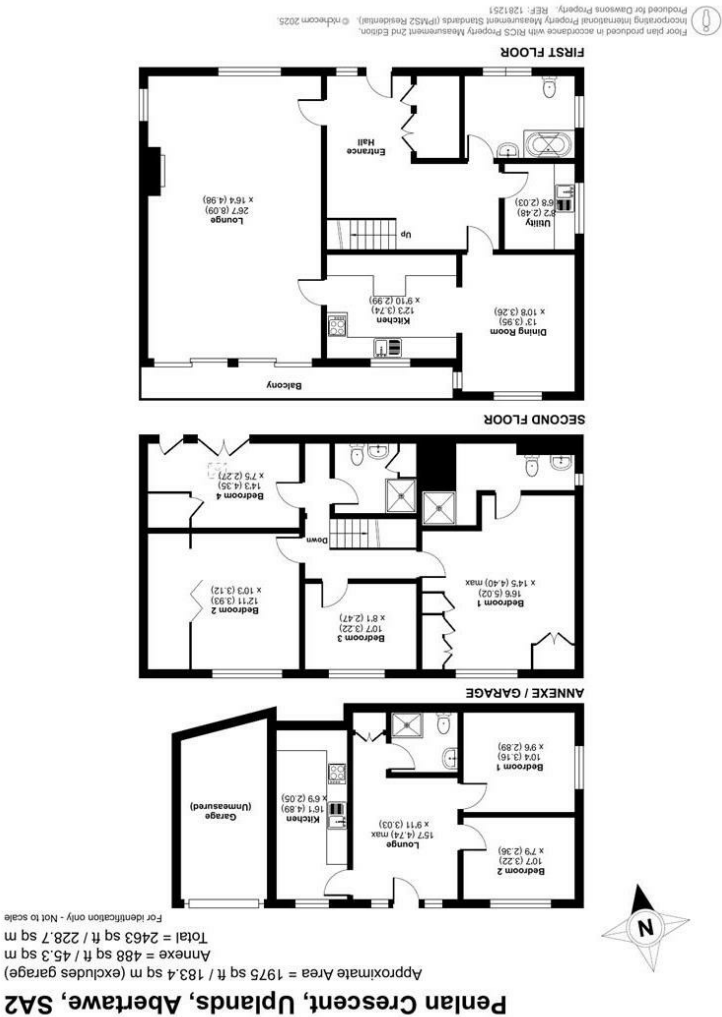 Penlan Crescent, Uplands, Abertawe, SA2
Approximate Area = 1975 sq ft / 183.4 sq m (excludes garage)
Annexe = 488 sq ft / 45.3 sq m
Total = 2463 sq ft / 228.7 sq m
For identification only - Not to scale
N
Bedroom 2
10'7 (3.22)
x 7'9 (2.36)
Lounge
15'7 (4.74) max
x 9'11 (3.03)
Kitchen
16'1 (4.89)
x 6'9 (2.05)
Garage
(Unmeasured)
Bedroom 1
10'4 (3.16)
x 9'6 (2.89)
ANNEXE / GARAGE
Bedroom 1
16'6 (5.02)
x 14'5 (4.40) max
Bedroom 3
10'7 (3.22)
x 8'1 (2.47)
Bedroom 2
12'11 (3.93)
x 10'3 (3.12)
Down
Bedroom 4
14'3 (4.35)
x 7'5 (2.27)
SECOND FLOOR
Balcony
Dining Room
13' (3.95)
x 10'8 (3.26)
Kitchen
12'3 (3.74)
x 9'10 (2.99)
Up
Utility
8'2 (2.48)
x 6'8 (2.03)
Lounge
26'7 (8.09)
x 16'4 (4.98)
Entrance
Hall
FIRST FLOOR
Floor plan produced in accordance with RICS Property Measurement 2nd Edition.
Incorporating International Property Measurement Standards (IPMS2 Residential). © nichecom 2025.
Produced for Dawsons Property. REF: 1281251